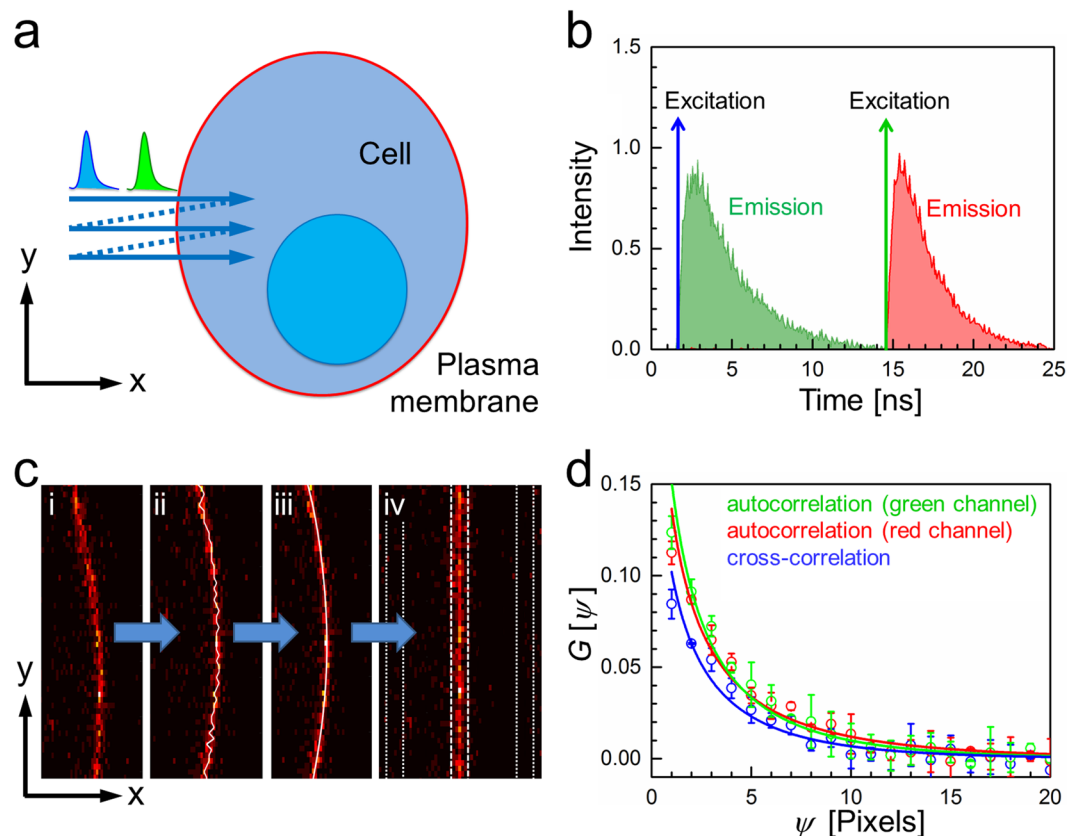 a
Cell
y
x
Plasma
membrane
b
1.5
1.0
0.5
0.0
Intensity
Excitation
Excitation
Emission
Emission
0 5 10 15 20 25
Time [ns]
c
i
ii
iii
iv
y
x
d
0.15
0.10
0.05
0.00
G [ψ]
autocorrelation (green channel)
autocorrelation (red channel)
cross-correlation
0 5 10 15 20
ψ [Pixels]